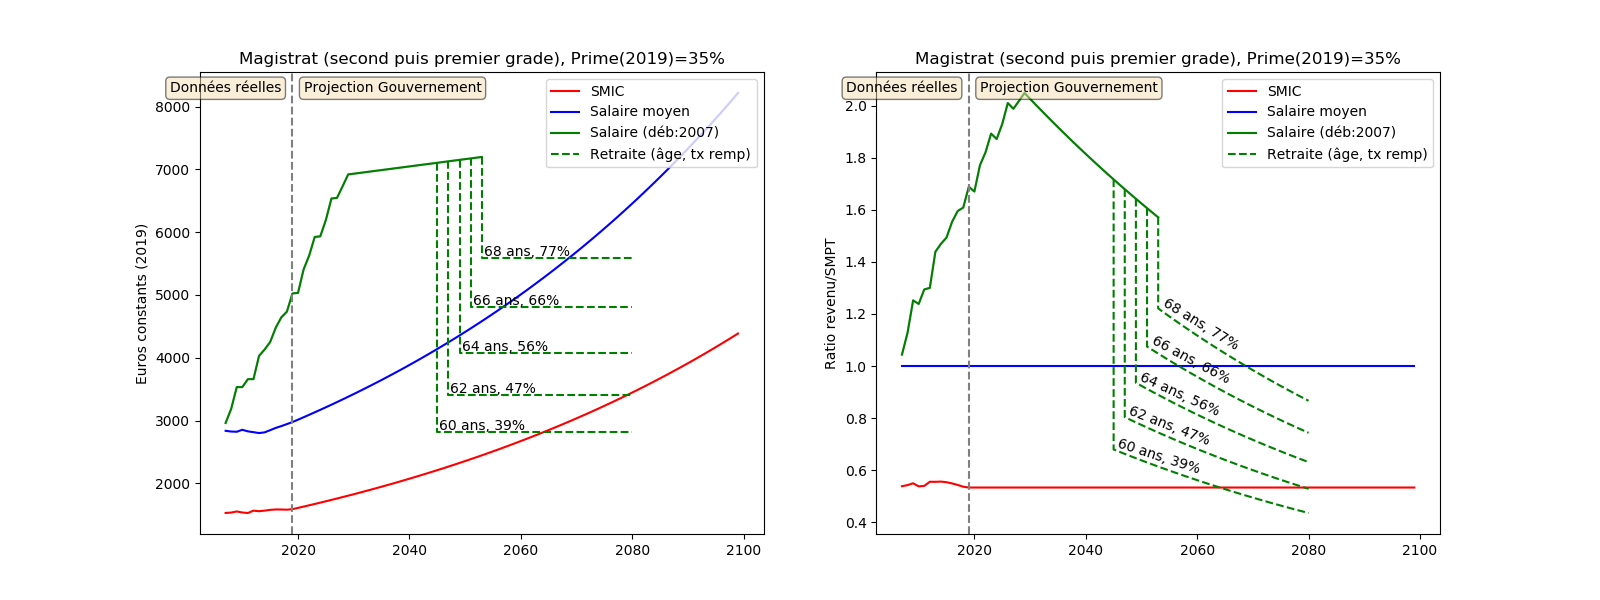 Magistrat (second puis premier grade), Prime(2019)=35%
Données réelles
Projection Gouvernement
SMIC
Salaire moyen
Salaire (déb:2007)
Retraite (âge, tx remp)
Euros constants (2019)
8000
7000
6000
5000
4000
3000
2000
68 ans, 77%
66 ans, 66%
64 ans, 56%
62 ans, 47%
60 ans, 39%
2020
2040
2060
2080
2100
Magistrat (second puis premier grade), Prime(2019)=35%
Données réelles
Projection Gouvernement
SMIC
Salaire moyen
Salaire (déb:2007)
Retraite (âge, tx remp)
Ratio revenu/SMPT
2.0
1.8
1.6
1.4
1.2
1.0
0.8
0.6
0.4
68 ans, 77%
66 ans, 66%
64 ans, 56%
62 ans, 47%
60 ans, 39%
2020
2040
2060
2080
2100